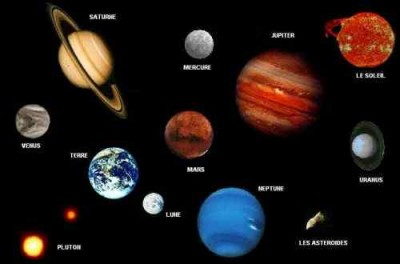 SATURNE
JUPITER
MERCURE
LE SOLEIL
VENUS
TERRE
MARS
URANUS
NEPTUNE
LUNE
PLUTON
LES ASTEROIDES